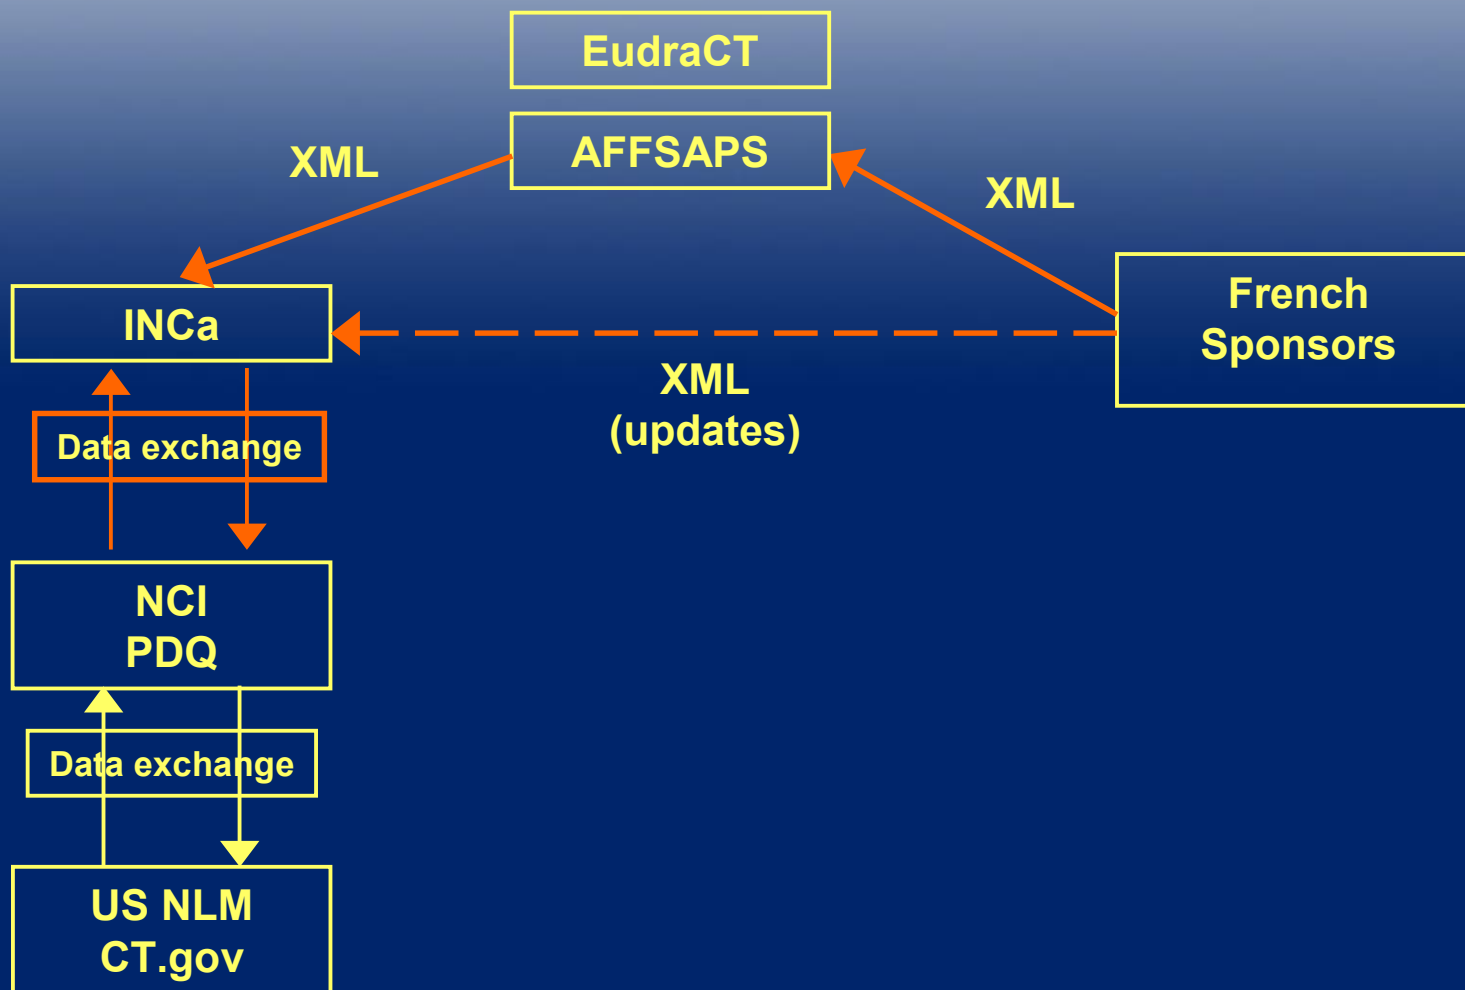 EudraCT
AFFSAPS
XML
XML
French
Sponsors
INCa
XML
(updates)
Data exchange
NCI
PDQ
Data exchange
US NLM
CT.gov